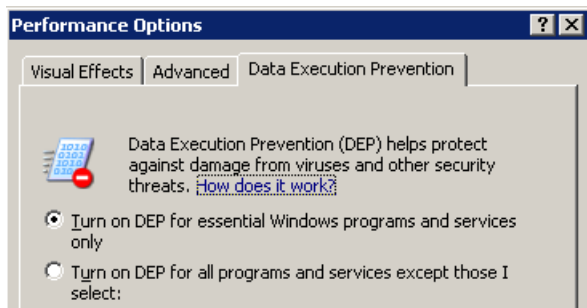 Performance Options
Visual Effects Advanced Data Execution Prevention
Data Execution Prevention (DEP) helps protect
against damage from viruses and other security
threats. How does it work?
Turn on DEP for essential Windows programs and services
only
Turn on DEP for all programs and services except those I
select: